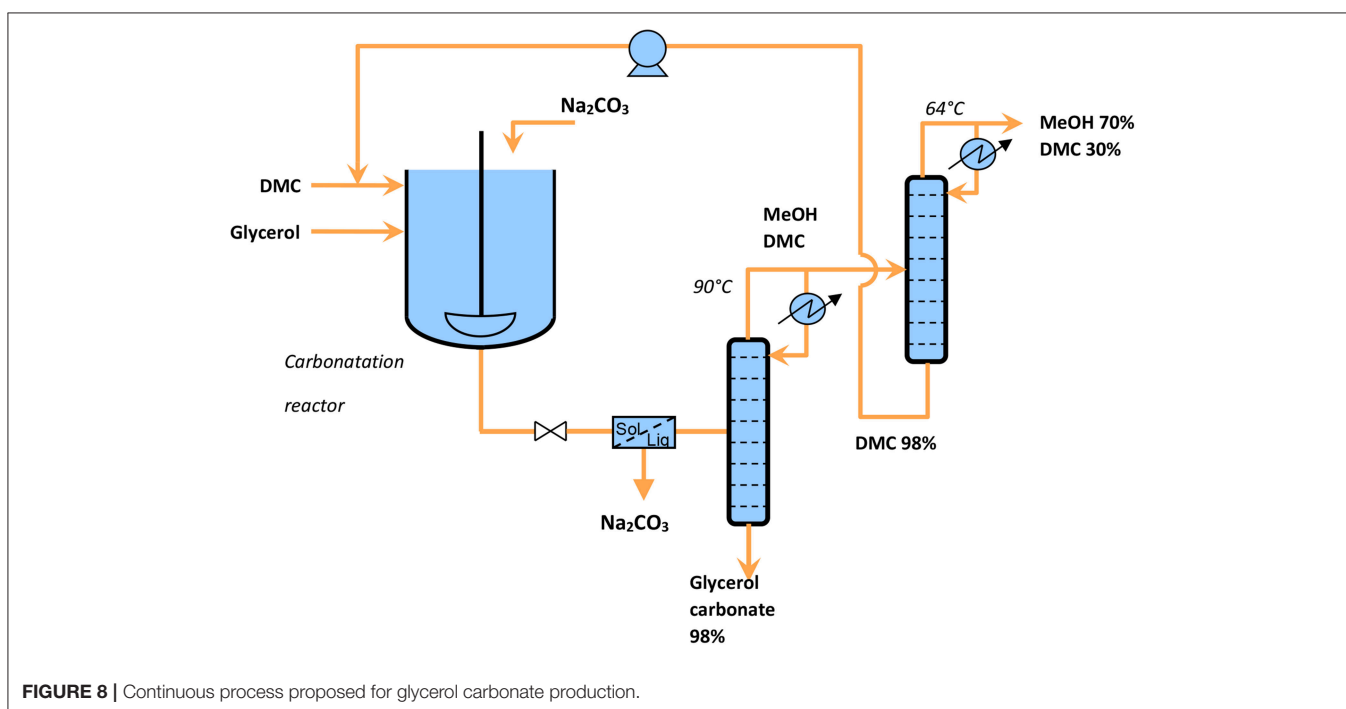 Na₂CO₃
64°C
MeOH 70%
DMC 30%
DMC
Glycerol
MeOH
DMC
90°C
Carbonatation
reactor
Sol
Liq
DMC 98%
Na₂CO₃
Glycerol
carbonate
98%
FIGURE 8 | Continuous process proposed for glycerol carbonate production.